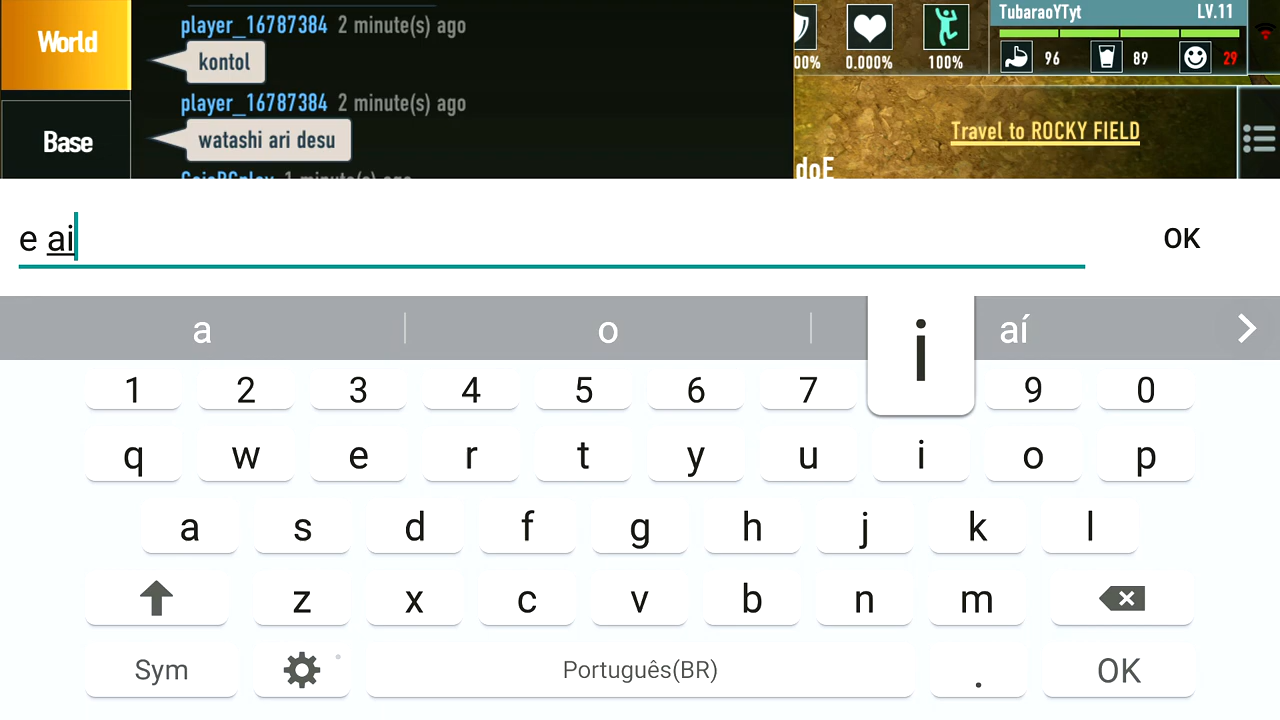 World
Base
player_16787384 2 minute(s) ago
kontol
player_16787384 2 minute(s) ago
watashi ari desu
0.000%
100%
TubaraoYTyt LV.11
96 89 29
Travel to ROCKY FIELD
doE
e ai
OK
a o i aí
1 2 3 4 5 6 7 9 0
q w e r t y u i o p
a s d f g h j k l
z x c v b n m
Sym Português(BR) . OK